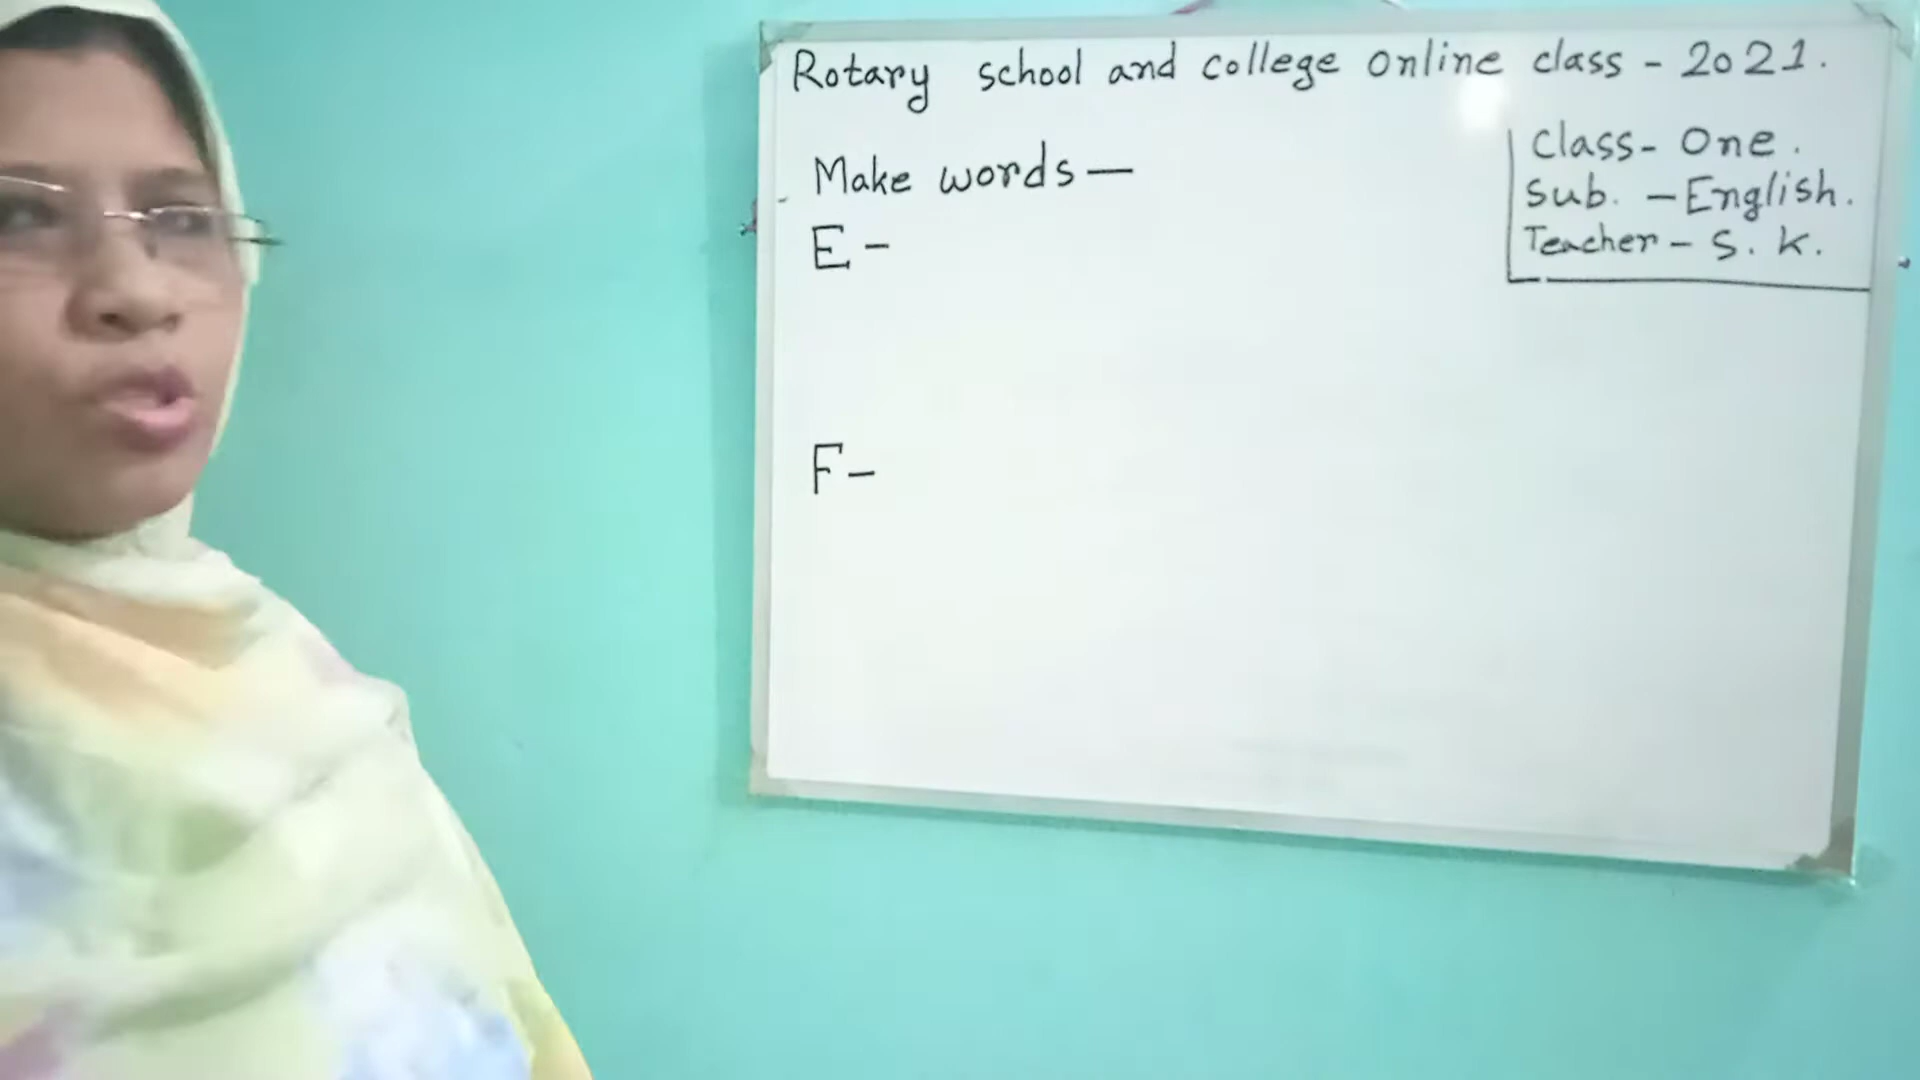 Rotary school and college online class - 2021.
Make words —
E -
F -
Class - One.
Sub. - English.
Teacher - S. K.